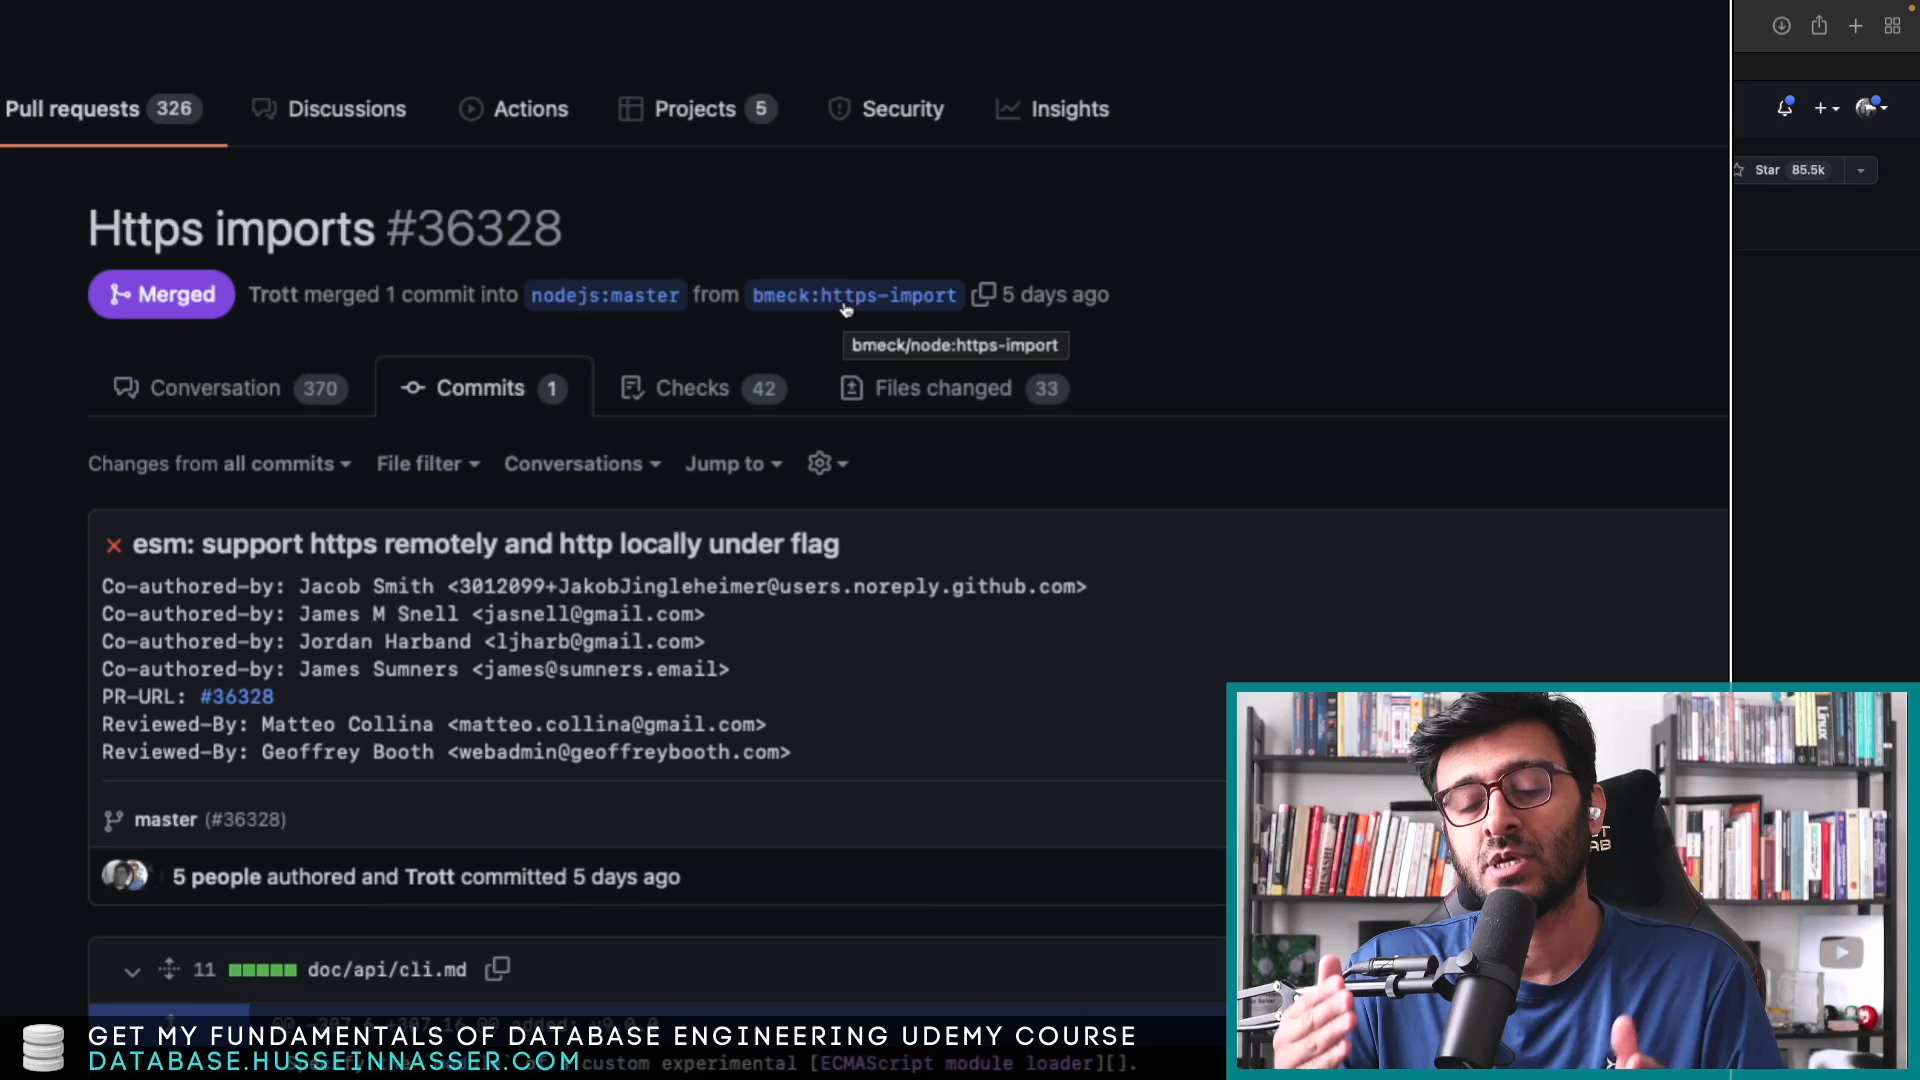 Pull requests 326 Discussions Actions Projects 5 Security Insights
Star 85.5k
Https imports #36328
Merged Trott merged 1 commit into nodejs:master from bmeck:https-import 5 days ago
bmeck/node:https-import
Conversation 370 Commits 1 Checks 42 Files changed 33
Changes from all commits File filter Conversations Jump to
esm: support https remotely and http locally under flag
Co-authored-by: Jacob Smith <3012099+JakobJingleheimer@users.noreply.github.com>
Co-authored-by: James M Snell <jasnell@gmail.com>
Co-authored-by: Jordan Harband <ljharb@gmail.com>
Co-authored-by: James Sumners <james@sumners.email>
PR-URL: #36328
Reviewed-By: Matteo Collina <matteo.collina@gmail.com>
Reviewed-By: Geoffrey Booth <webadmin@geoffreybooth.com>
master (#36328)
5 people authored and Trott committed 5 days ago
11 doc/api/cli.md
GET MY FUNDAMENTALS OF DATABASE ENGINEERING UDEMY COURSE
DATABASE.HUSSEINNASSER.COM
custom experimental [ECMAScript module loader][].
Linux